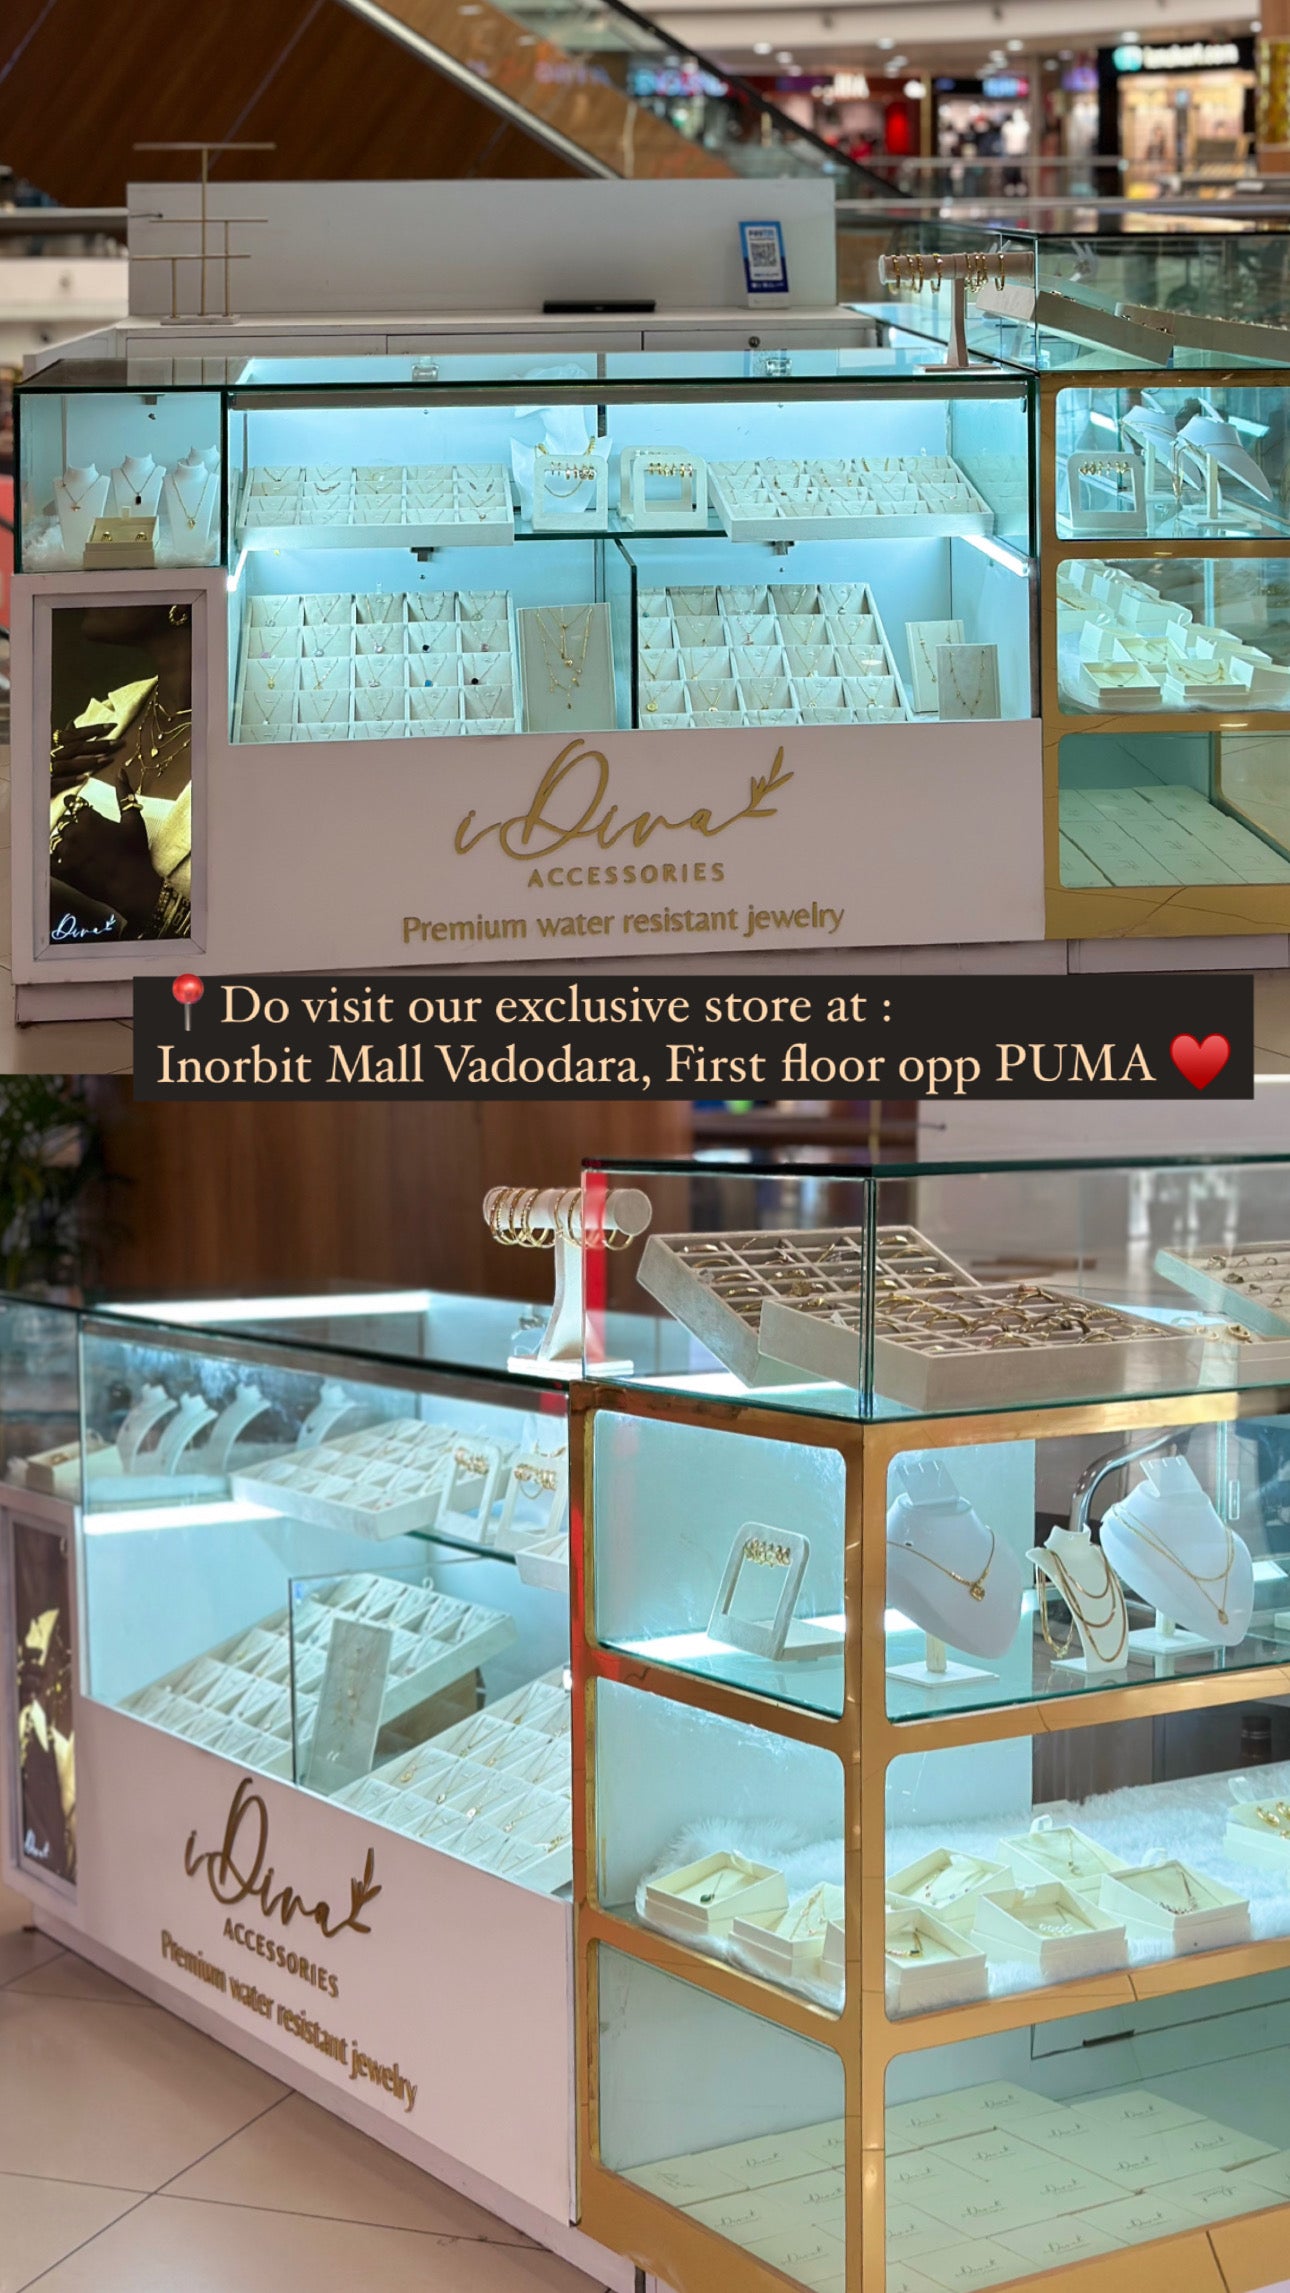 iDiva
ACCESSORIES
Premium water resistant jewelry
Diva
📍Do visit our exclusive store at :
Inorbit Mall Vadodara, First floor opp PUMA ❤️
iDiva
ACCESSORIES
Premium water resistant jewelry